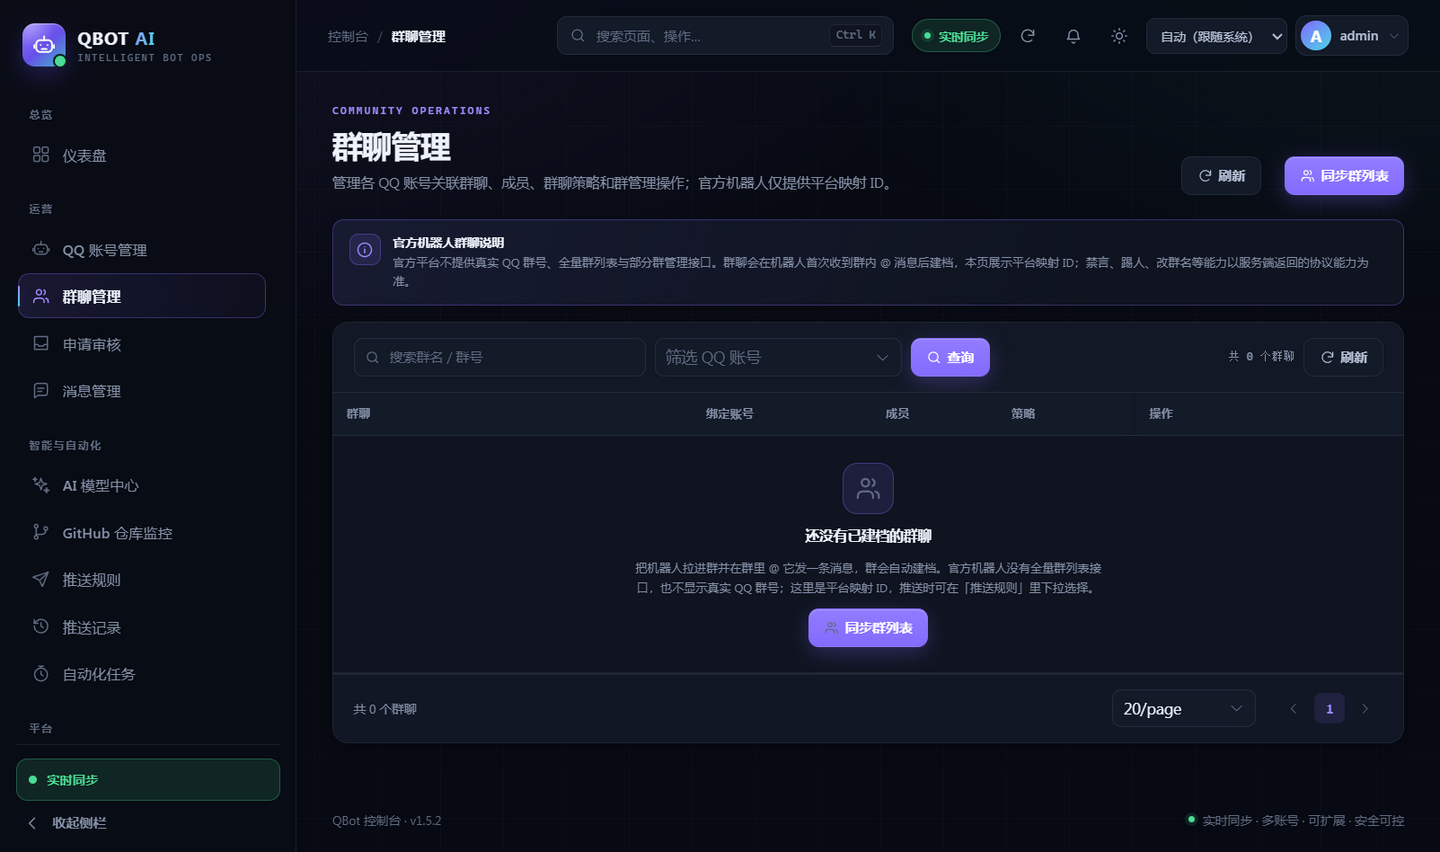 QBOT AI
INTELLIGENT BOT OPS
总览
仪表盘
运营
QQ 账号管理
群聊管理
申请审核
消息管理
智能与自动化
AI 模型中心
GitHub 仓库监控
推送规则
推送记录
自动化任务
平台
实时同步
收起侧栏
控制台 / 群聊管理
搜索页面、操作...
Ctrl K
实时同步
自动（跟随系统）
A
admin
COMMUNITY OPERATIONS
群聊管理
管理各 QQ 账号关联群聊、成员、群聊策略和群管理操作；官方机器人仅提供平台映射 ID。
刷新
同步群列表
官方机器人群聊说明
官方平台不提供真实 QQ 群号、全量群列表与部分群管理接口。群聊会在机器人首次收到群内 @ 消息后建档，本页展示平台映射 ID；禁言、踢人、改群名等能力以服务端返回的协议能力为
准。
搜索群名 / 群号
筛选 QQ 账号
查询
共 0 个群聊
刷新
群聊 绑定账号 成员 策略 操作
还没有已建档的群聊
把机器人拉进群并在群里 @ 它发一条消息，群会自动建档。官方机器人没有全量群列表接
口，也不显示真实 QQ 群号；这里是平台映射 ID，推送时可在「推送规则」里下拉选择。
同步群列表
共 0 个群聊
20/page
1
QBot 控制台 · v1.5.2
实时同步 · 多账号 · 可扩展 · 安全可控